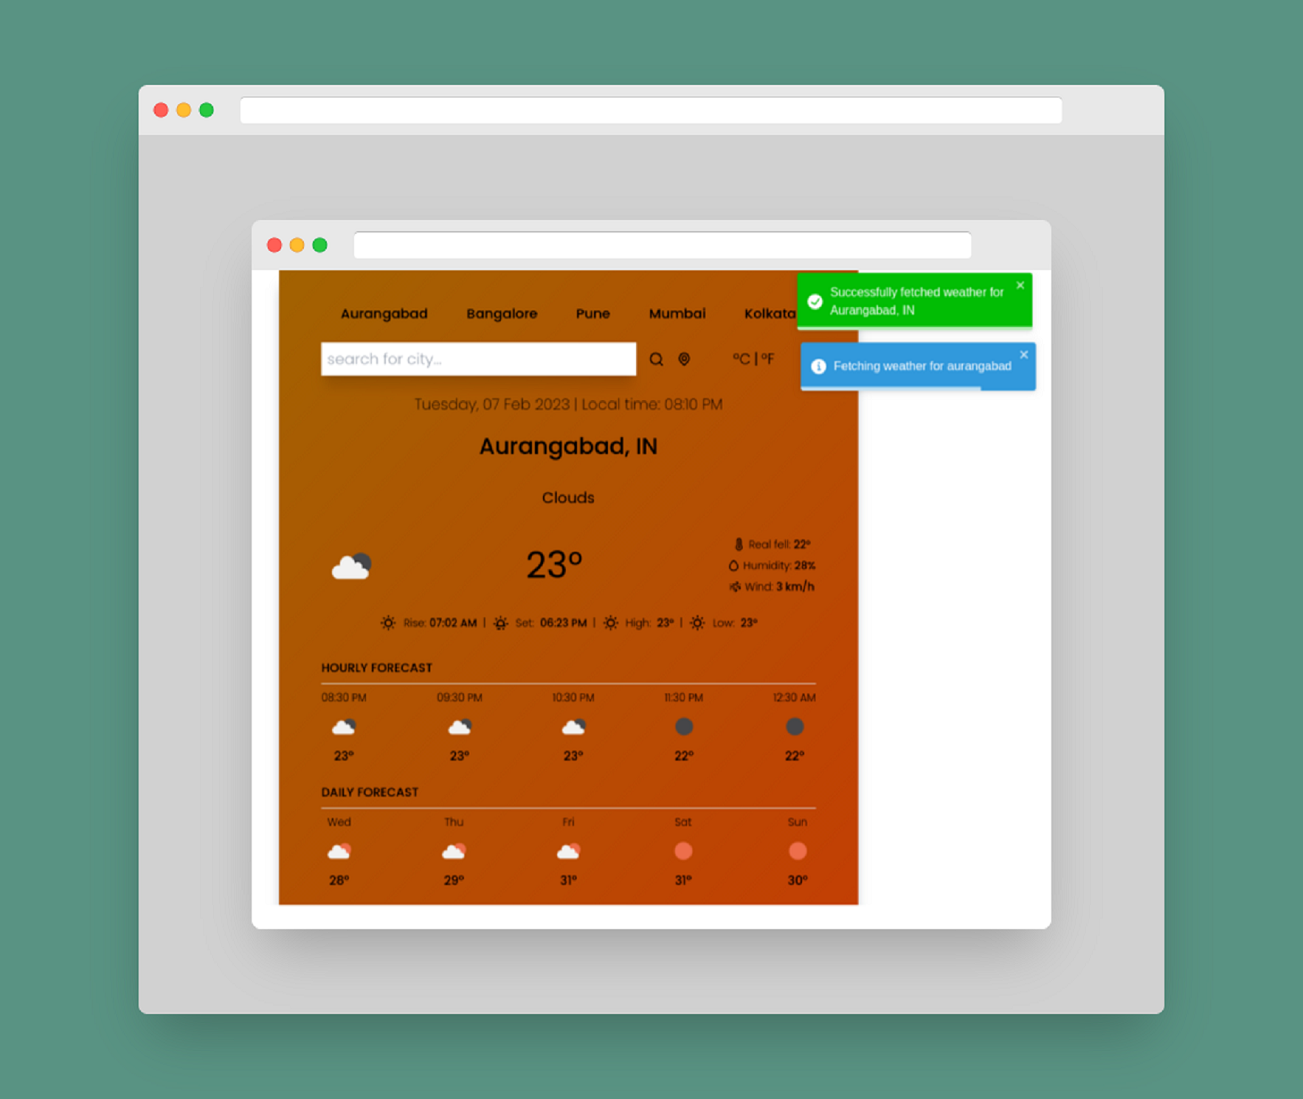 Aurangabad Bangalore Pune Mumbai Kolkata
Successfully fetched weather for
Aurangabad, IN
search for city... °C | °F
Fetching weather for aurangabad
Tuesday, 07 Feb 2023 | Local time: 08:10 PM
Aurangabad, IN
Clouds
23°
Real fell: 22°
Humidity: 28%
Wind: 3 km/h
Rise: 07:02 AM | Set: 06:23 PM | High: 23° | Low: 23°
HOURLY FORECAST
08:30 PM 09:30 PM 10:30 PM 11:30 PM 12:30 AM
23° 23° 23° 22° 22°
DAILY FORECAST
Wed Thu Fri Sat Sun
28° 29° 31° 31° 30°